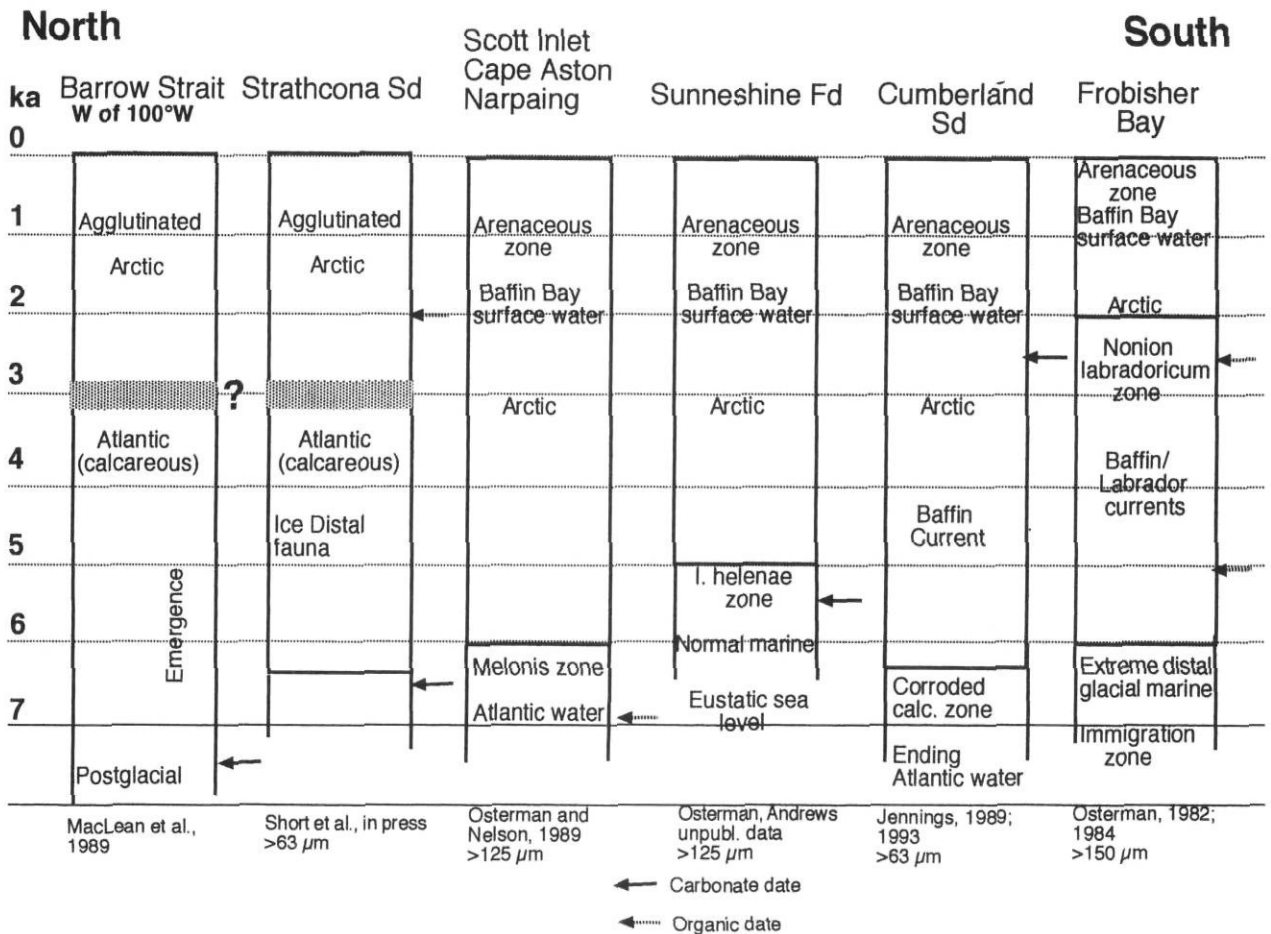 North
South
Barrow Strait
W of 100°W
Strathcona Sd
Scott Inlet
Cape Aston
Narpaing
Sunneshine Fd
Cumberland
Sd
Frobisher
Bay
ka
0
1
2
3
4
5
6
7
Agglutinated
Arctic
?
Atlantic
(calcareous)
Emergence
Postglacial
Agglutinated
Arctic
Atlantic
(calcareous)
Ice Distal
fauna
Arenaceous
zone
Baffin Bay
surface water
Arctic
Melonis zone
Atlantic water
Arenaceous
zone
Baffin Bay
surface water
Arctic
I. helenae
zone
Normal marine
Eustatic sea
level
Arenaceous
zone
Baffin Bay
surface water
Arctic
Baffin
Current
Corroded
calc. zone
Ending
Atlantic water
Arenaceous
zone
Baffin Bay
surface water
Arctic
Nonion
labradoricum
zone
Baffin/
Labrador
currents
Extreme distal
glacial marine
Immigration
zone
MacLean et al.,
1989
Short et al., in press
>63 µm
Osterman and
Nelson, 1989
>125 µm
Osterman, Andrews
unpubl. data
>125 µm
Jennings, 1989;
1993
>63 µm
Osterman, 1982;
1984
>150 µm
Carbonate date
Organic date